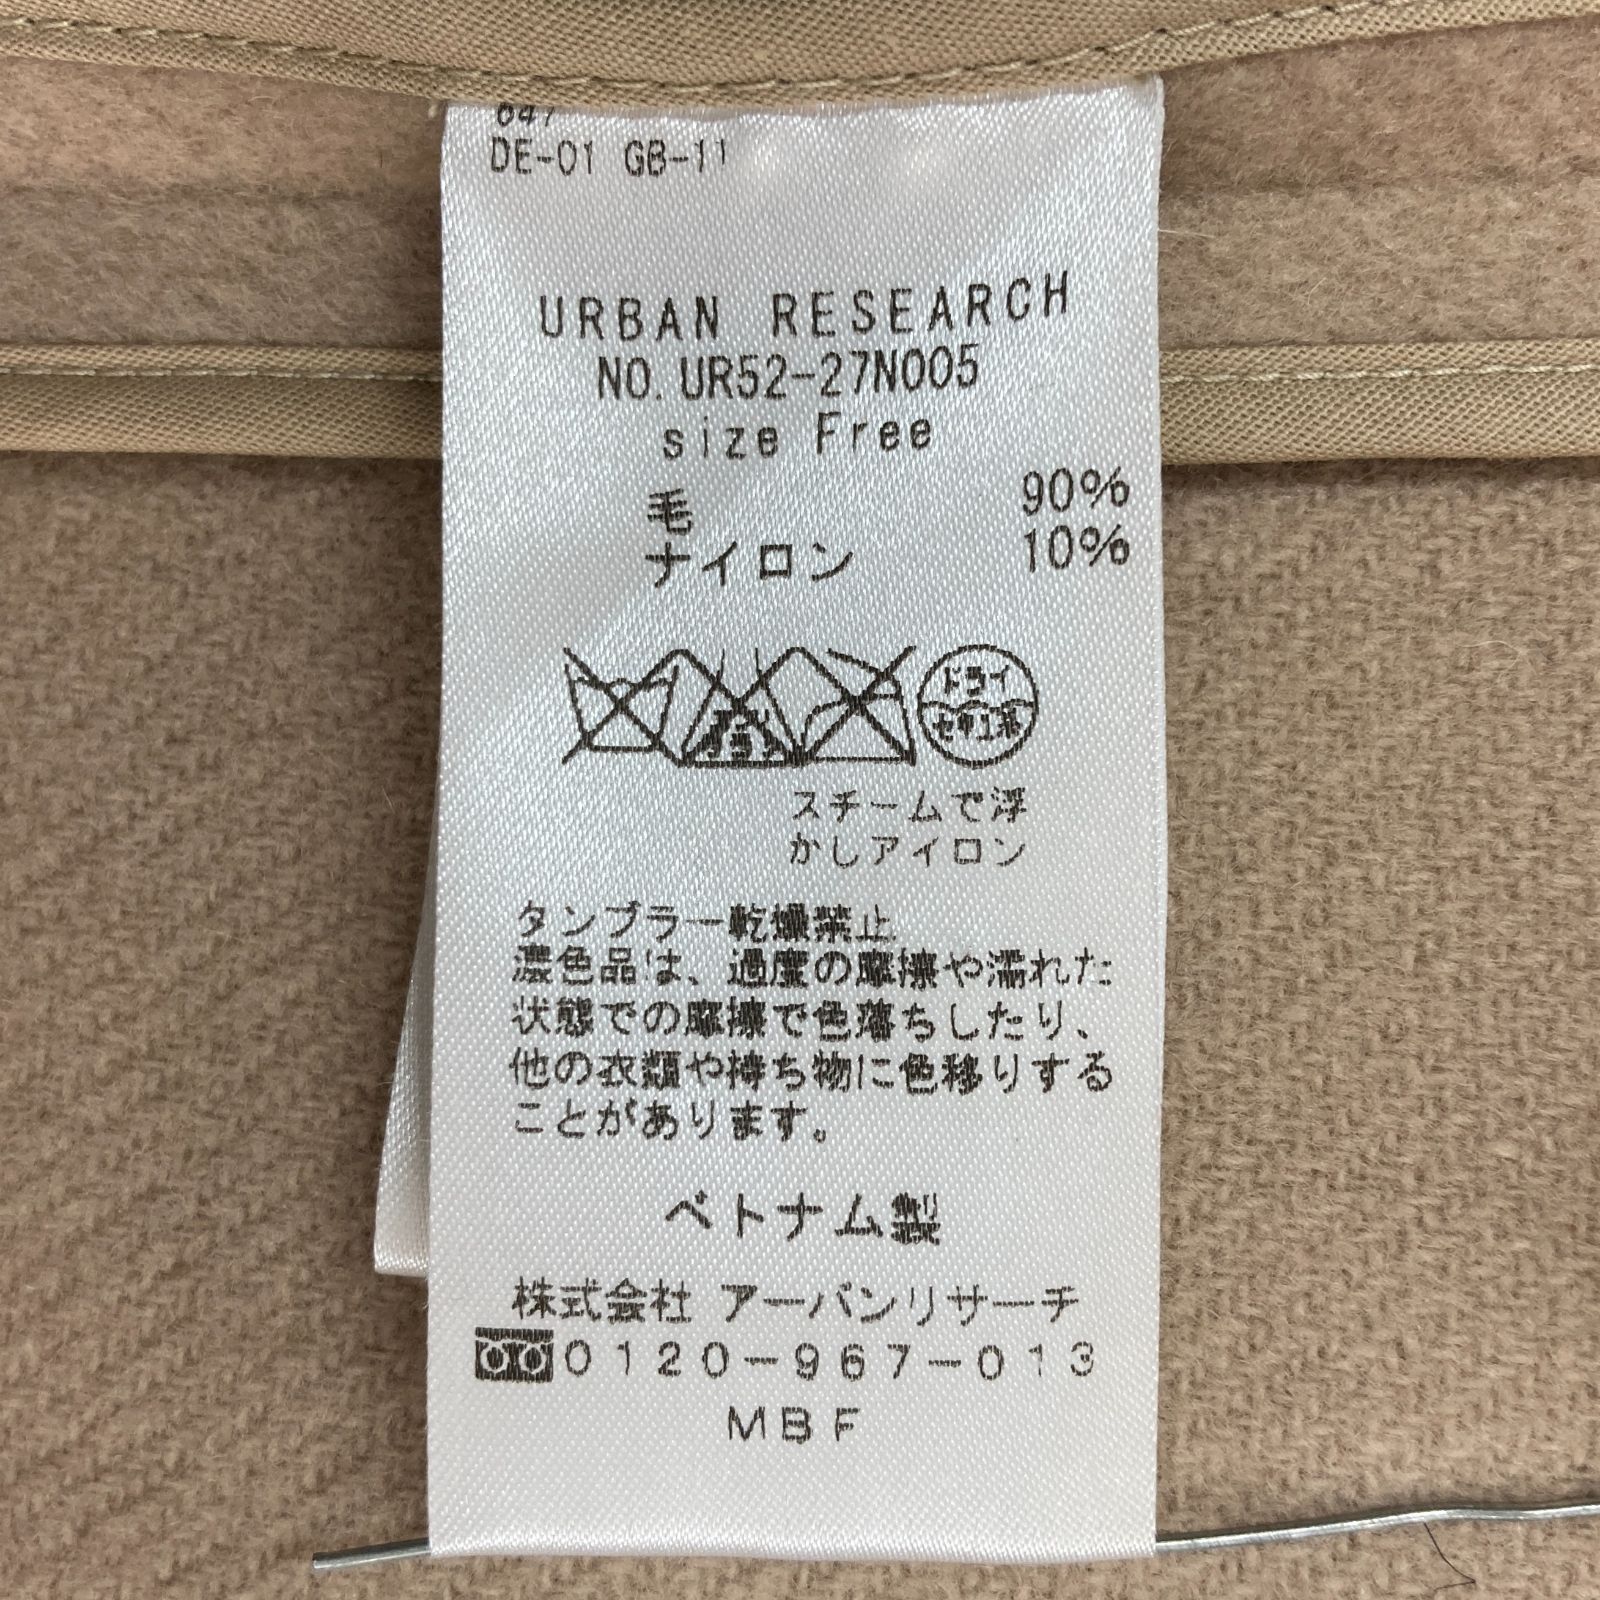 647
DE-01 GB-11
URBAN RESEARCH
NO. UR52-27N005
size Free
毛 90%
ナイロン 10%
ドライ
セキユ系
スチームで浮
かしアイロン
タンブラー乾燥禁止
濃色品は、過度の摩擦や濡れた
状態での摩擦で色落ちしたり、
他の衣類や持ち物に色移りする
ことがあります。
ベトナム製
株式会社 アーバンリサーチ
0120-967-013
MBF